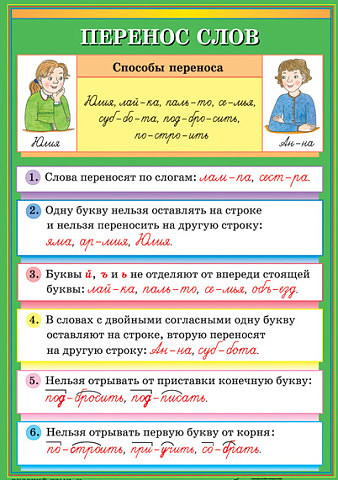 ПЕРЕНОС СЛОВ
Способы переноса
Юлия, лай-ка, паль-то, се-мья,
суб-бо-та, под-бро-сить,
по-стро-ить
Юлия
Ан-на
1. Слова переносят по слогам: лам-па, сест-ра.
2. Одну букву нельзя оставлять на строке
и нельзя переносить на другую строку:
яма, ар-мия, Юлия.
3. Буквы й, ъ и ь не отделяют от впереди стоящей
буквы: лай-ка, паль-то, се-мья, объ-езд.
4. В словах с двойными согласными одну букву
оставляют на строке, вторую переносят
на другую строку: Ан-на, суб-бота.
5. Нельзя отрывать от приставки конечную букву:
под-бросить, под-писать.
6. Нельзя отрывать первую букву от корня:
по-строить, при-учить, со-брать.